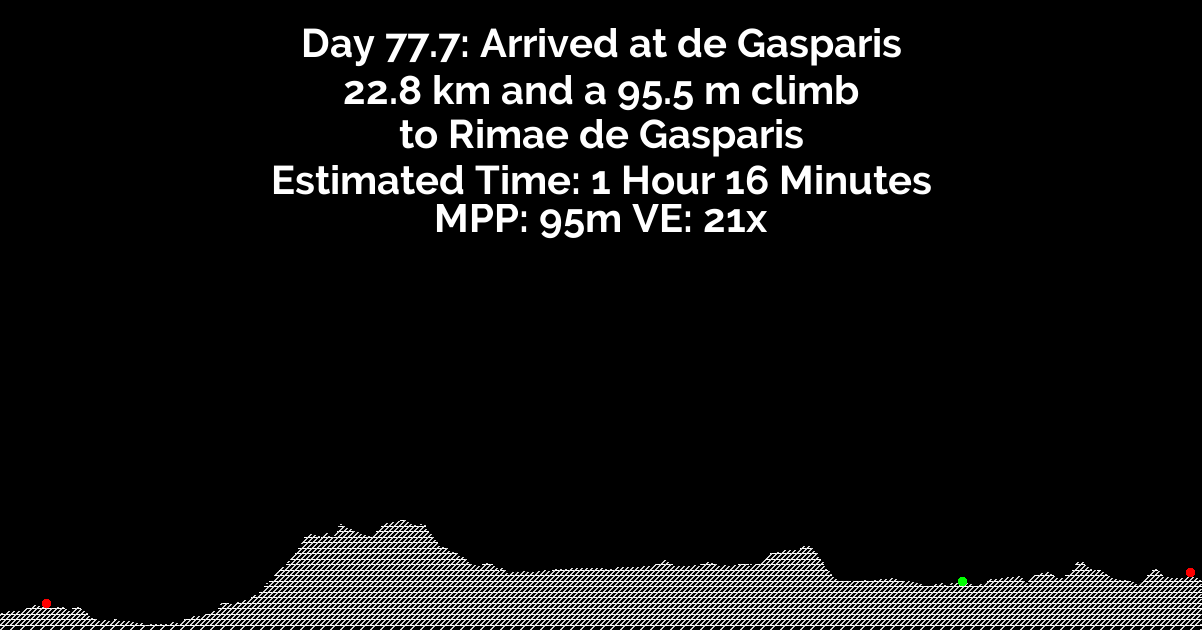 Day 77.7: Arrived at de Gasparis
22.8 km and a 95.5 m climb
to Rimae de Gasparis
Estimated Time: 1 Hour 16 Minutes
MPP: 95m VE: 21x